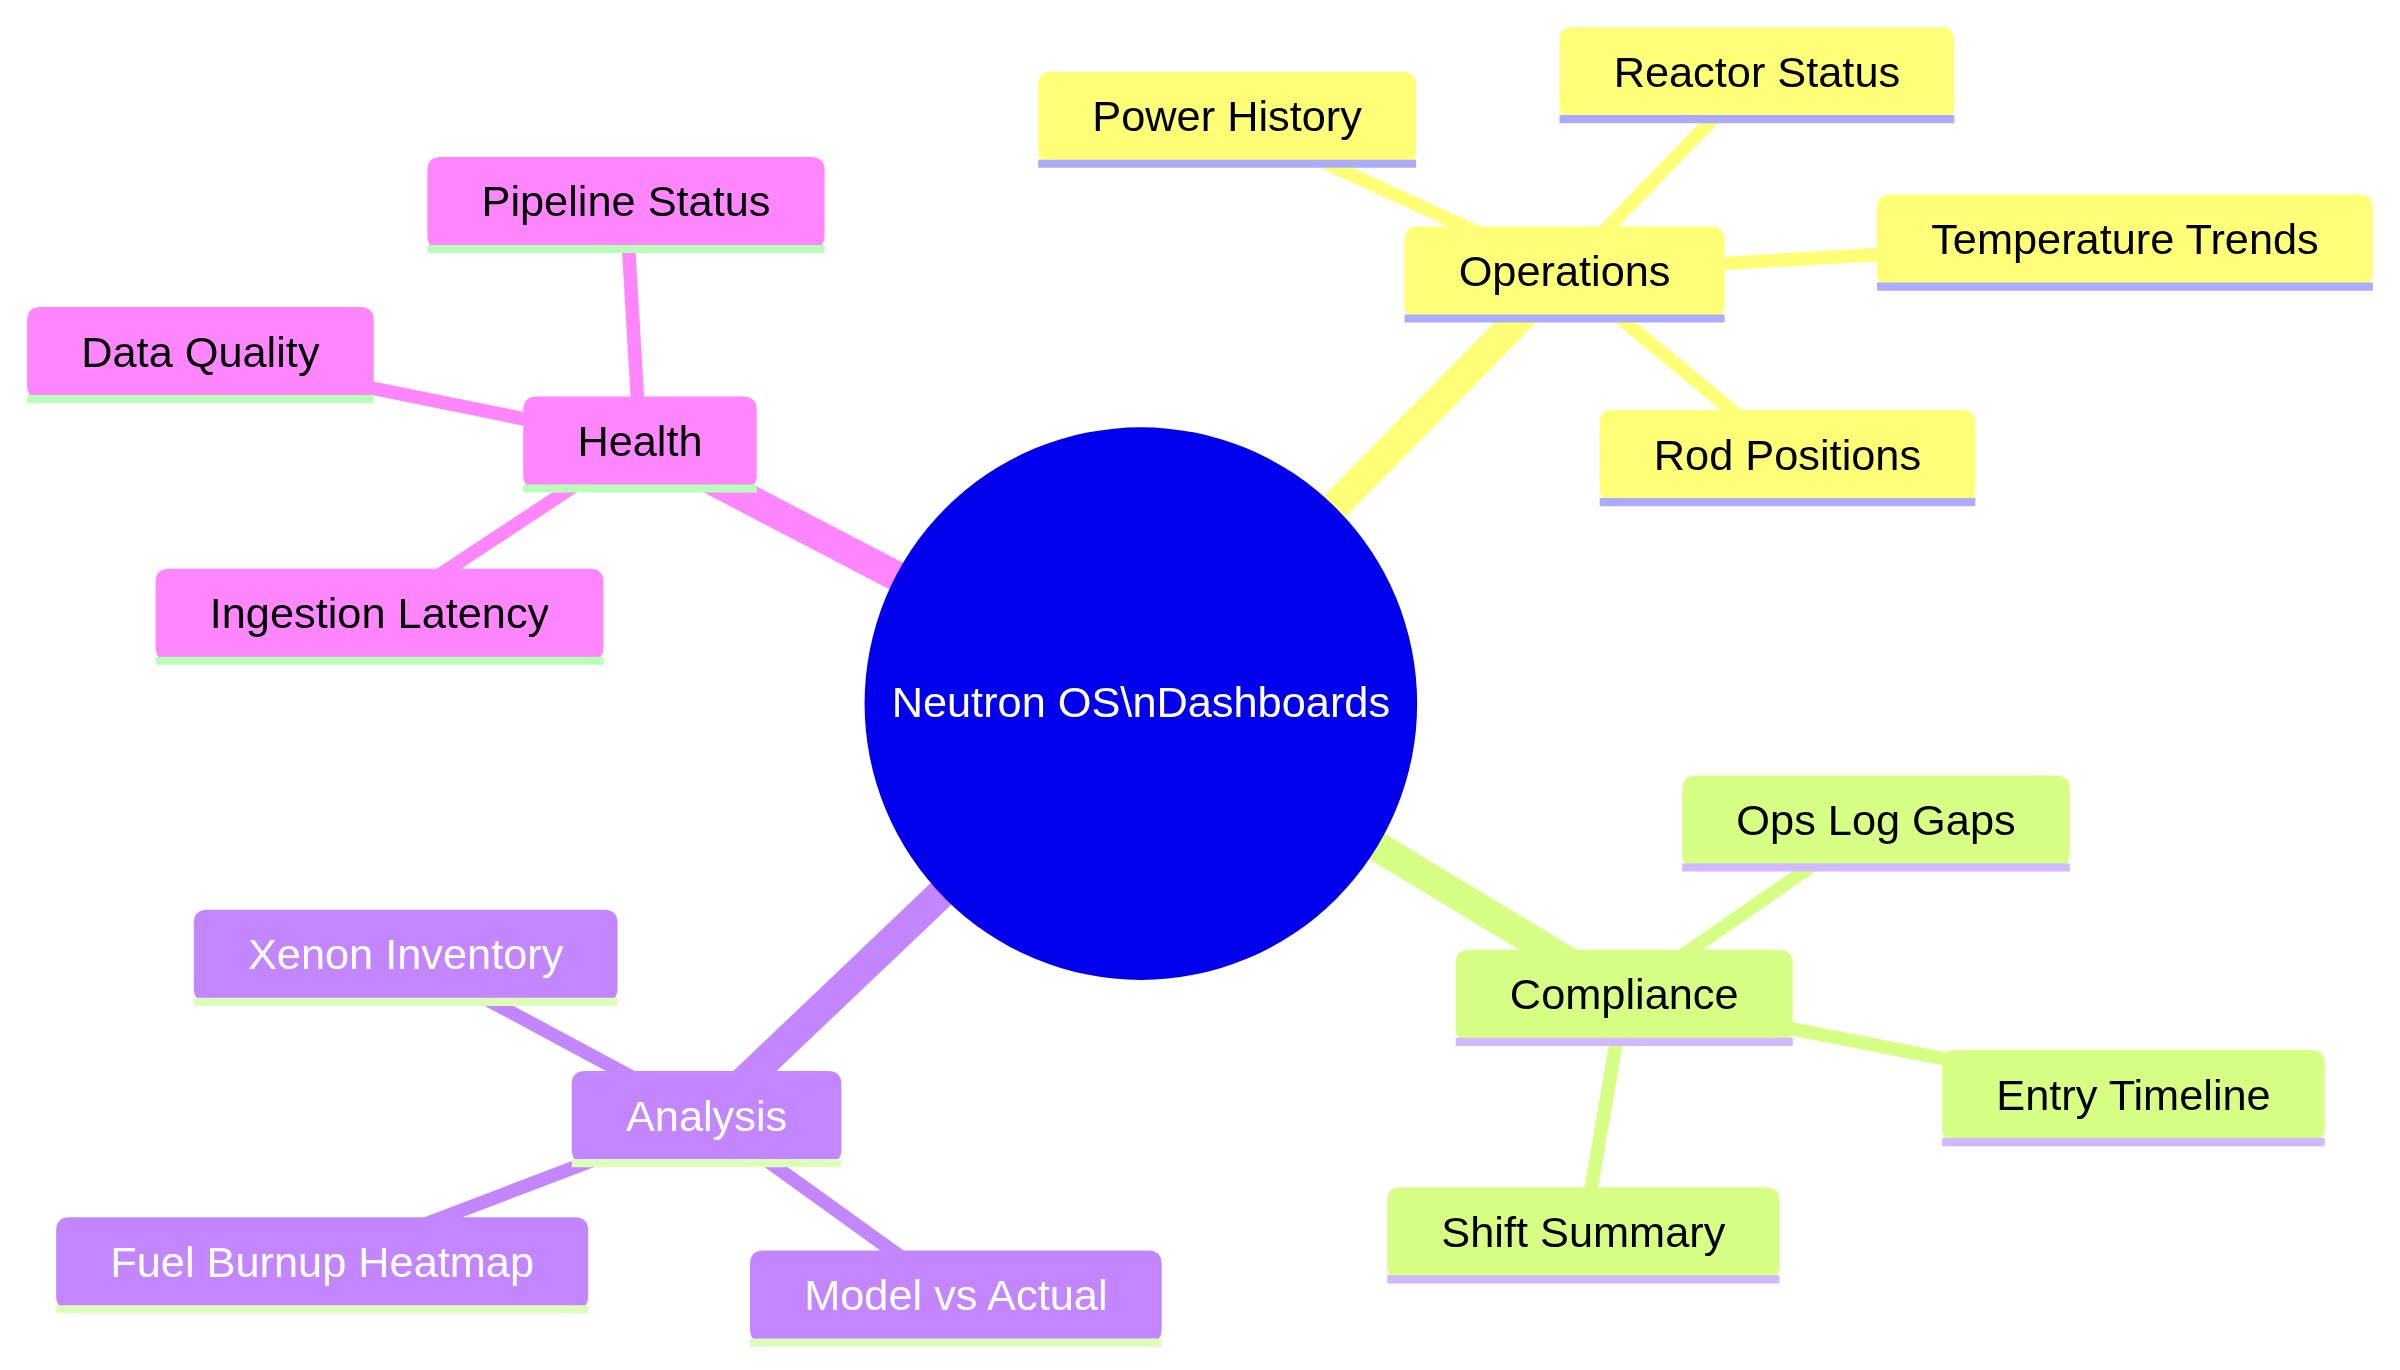 Neutron OS\nDashboards
Operations
Reactor Status
Power History
Temperature Trends
Rod Positions
Compliance
Ops Log Gaps
Entry Timeline
Shift Summary
Analysis
Xenon Inventory
Fuel Burnup Heatmap
Model vs Actual
Health
Pipeline Status
Data Quality
Ingestion Latency